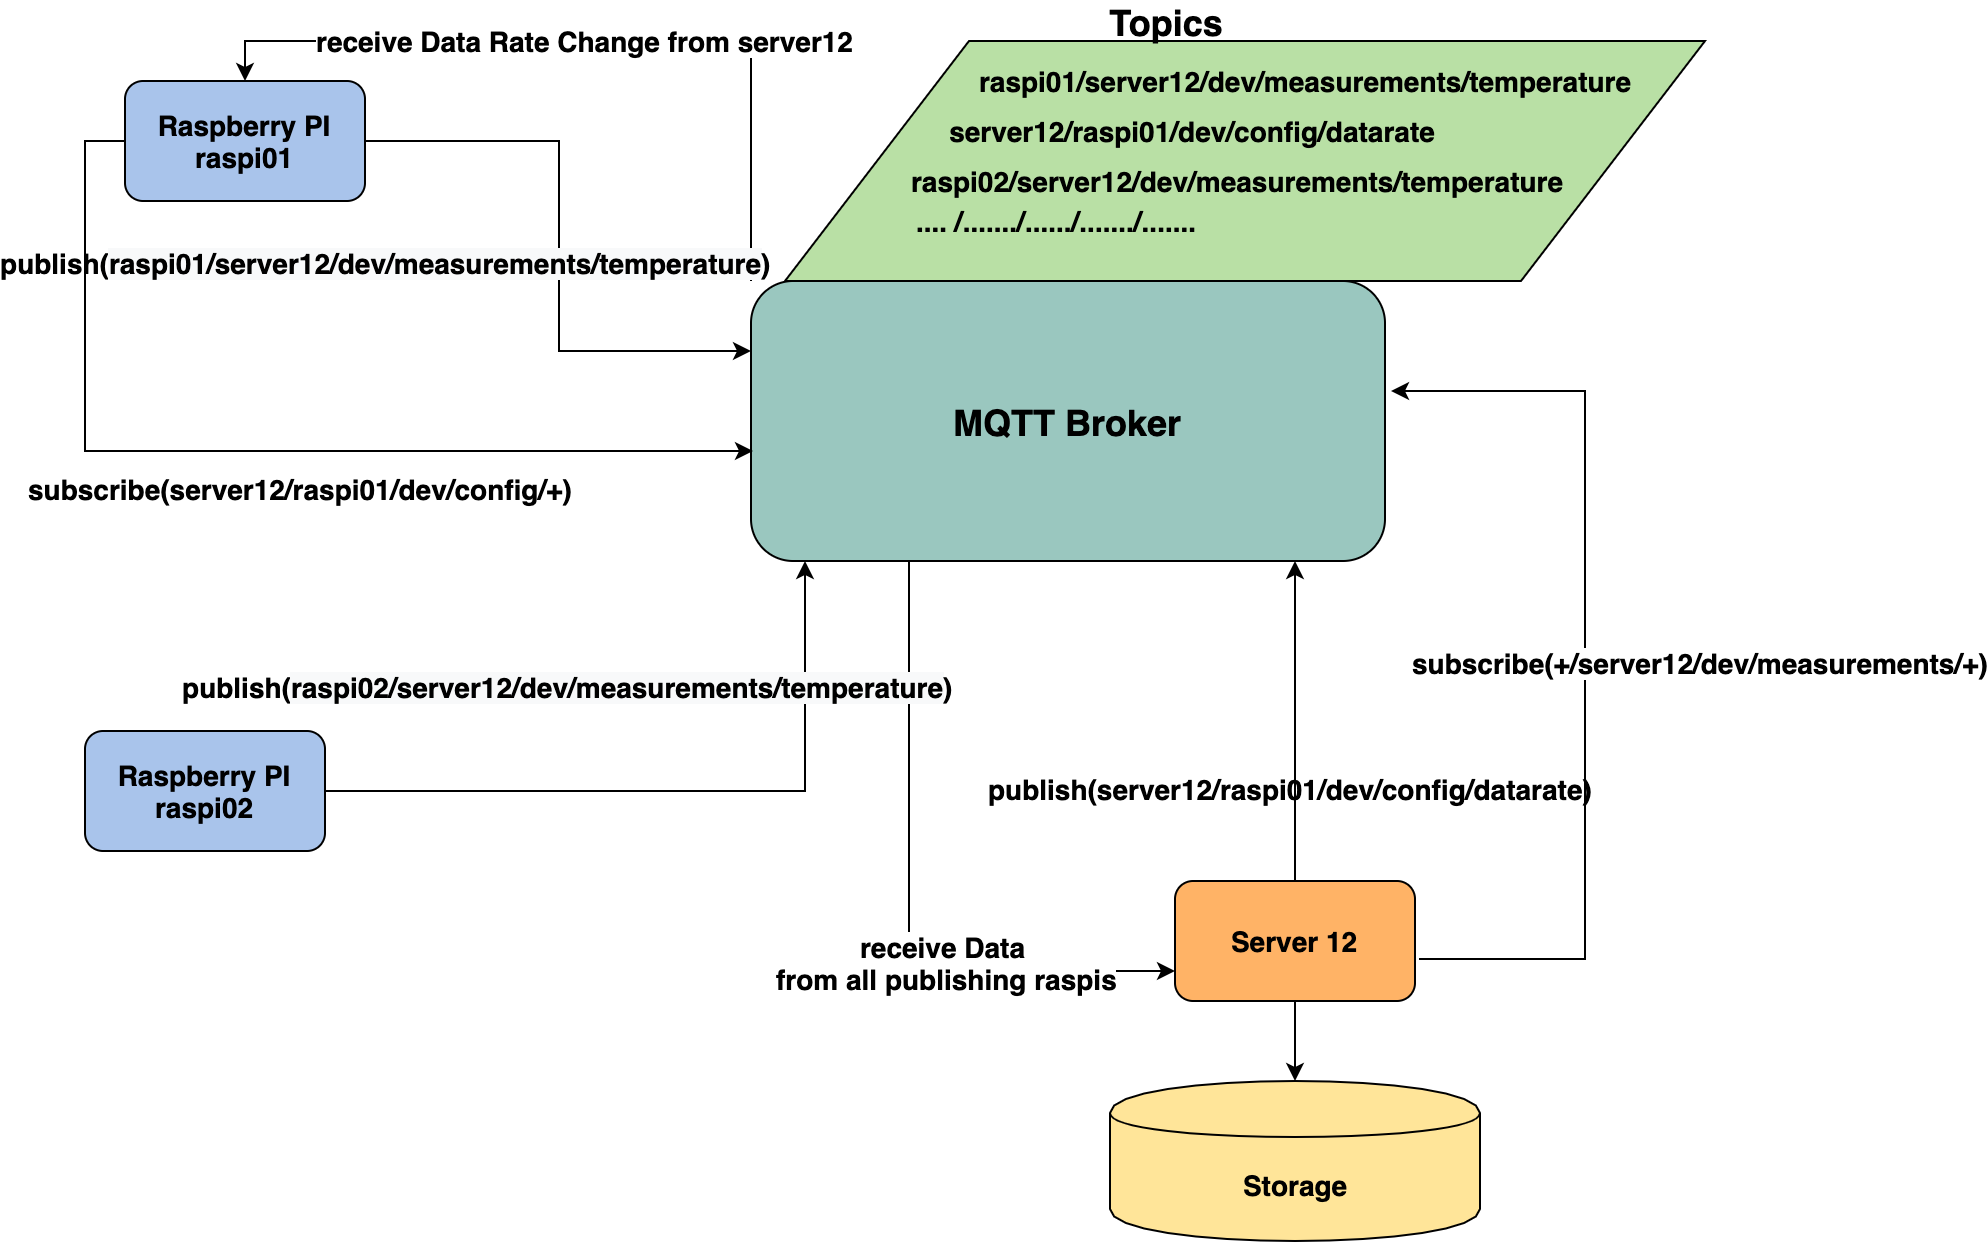 Topics
receive Data Rate Change from server12
raspi01/server12/dev/measurements/temperature
server12/raspi01/dev/config/datarate
raspi02/server12/dev/measurements/temperature
.... /......./....../......./.......
Raspberry PI
raspi01
publish(raspi01/server12/dev/measurements/temperature)
MQTT Broker
subscribe(server12/raspi01/dev/config/+)
subscribe(+/server12/dev/measurements/+)
publish(raspi02/server12/dev/measurements/temperature)
Raspberry PI
raspi02
publish(server12/raspi01/dev/config/datarate)
receive Data
from all publishing raspis
Server 12
Storage